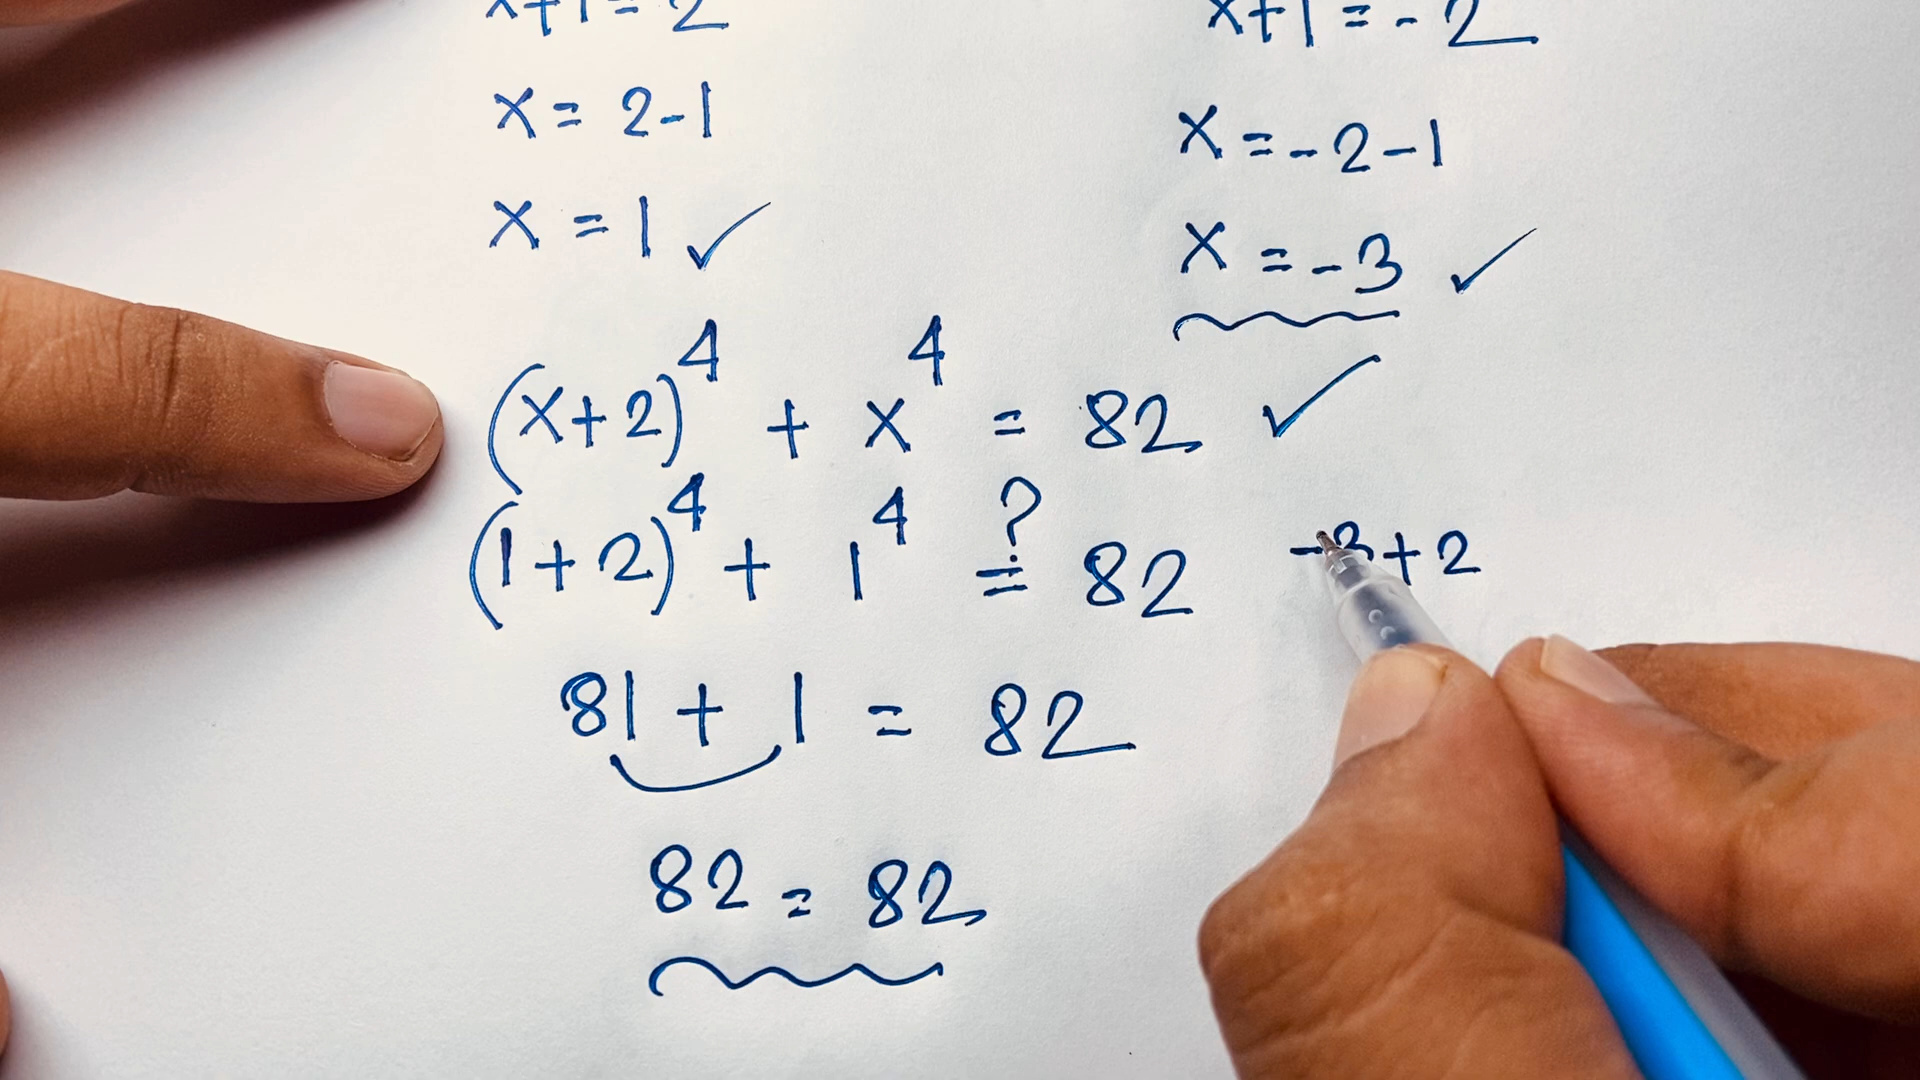 x+1=2
x=2-1
x=1✓
x+1=-2
x=-2-1
x=-3✓
(x+2)⁴+x⁴=82✓
(1+2)⁴+1⁴≟82
-3+2
81+1=82
82=82